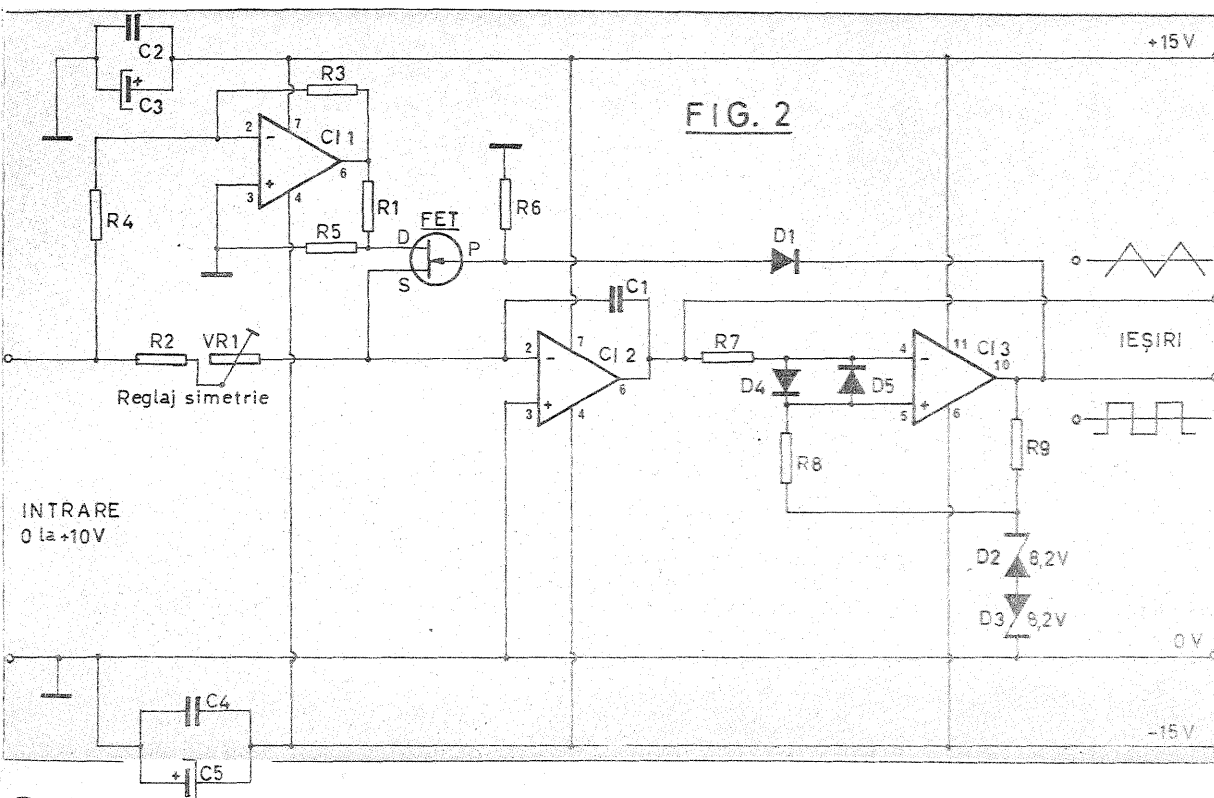 C2
+15 V
C3
+
R3
FIG. 2
2
7
CI 1
-
6
+
3
4
R4
R1
R6
FET
R5
D
P
D1
S
C1
R2
VR1
R7
2
7
CI 2
-
6
+
3
4
4
11
CI 3
10
-
+
5
6
IEȘIRI
Reglaj simetrie
D4
D5
R8
R9
INTRARE
0 la +10V
D2
8,2V
D3
8,2V
0 V
C4
-15 V
+
C5